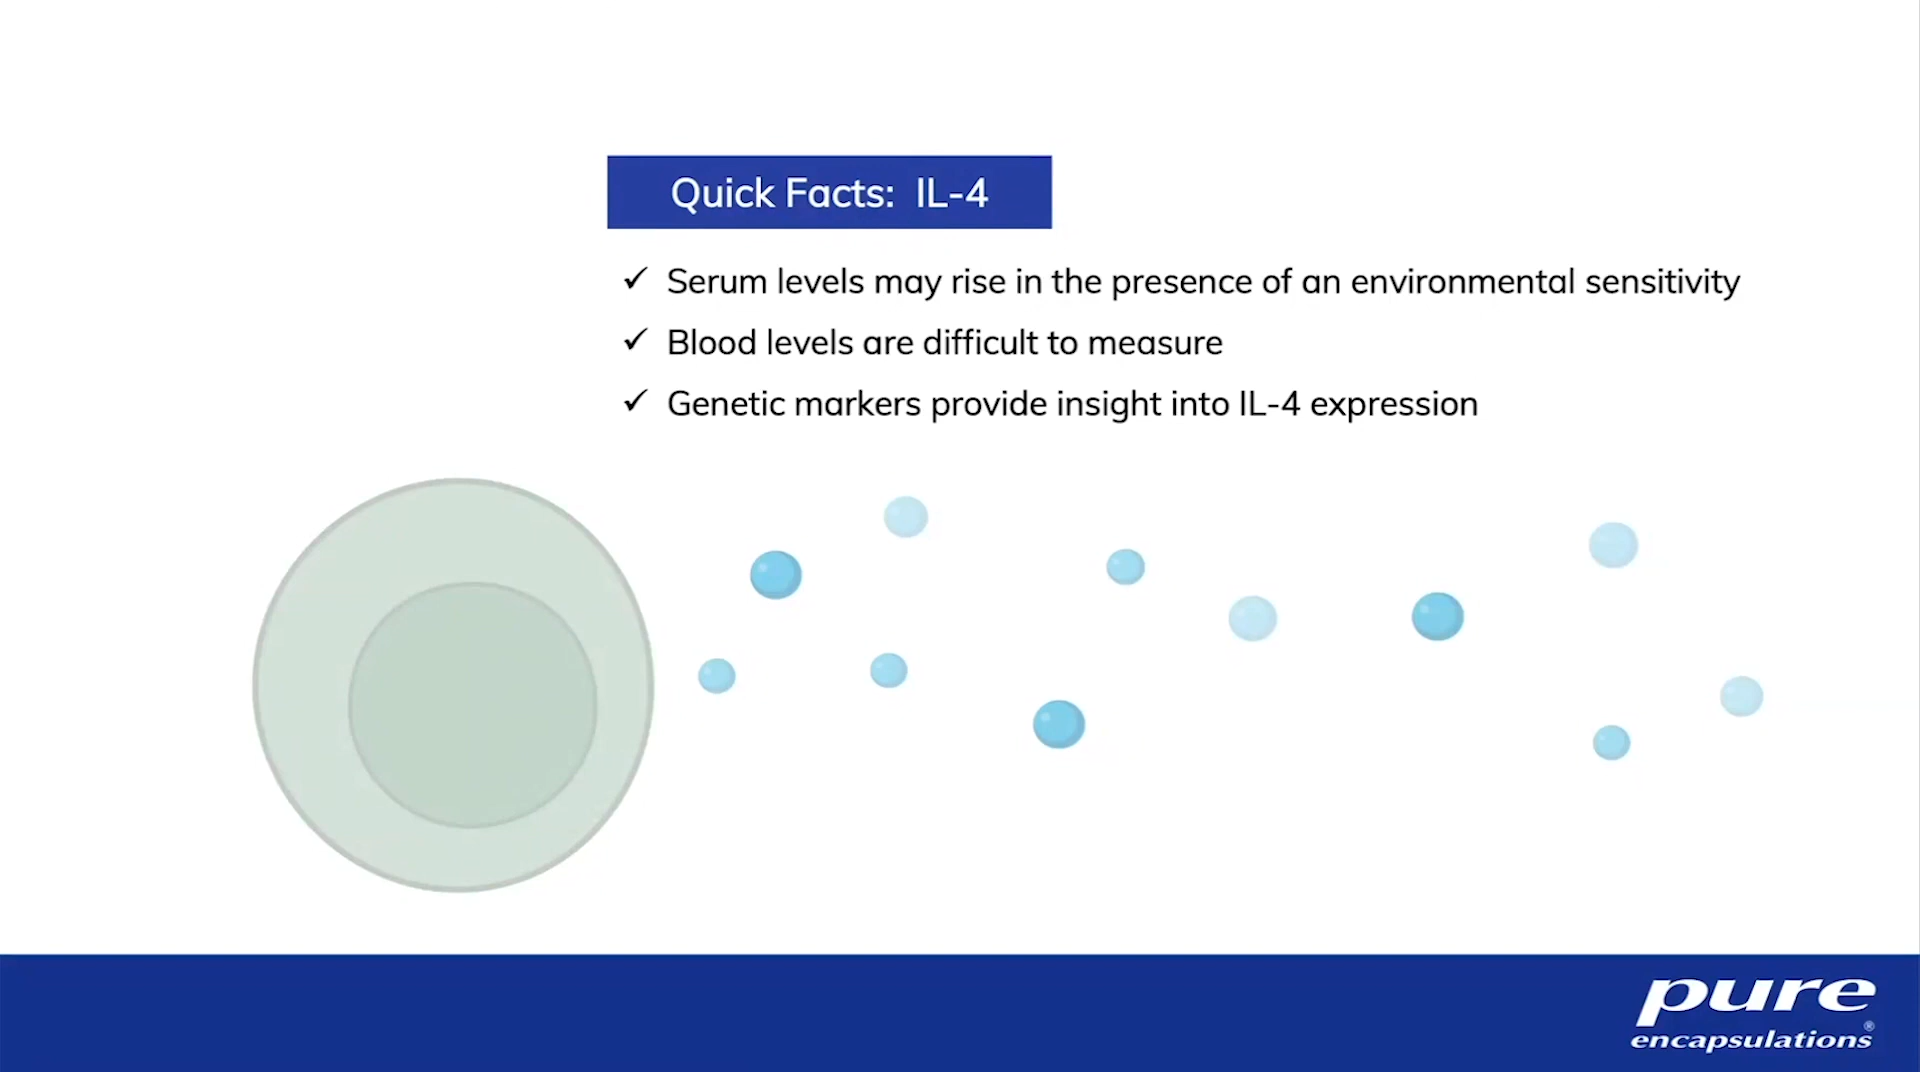 Quick Facts: IL-4
✓ Serum levels may rise in the presence of an environmental sensitivity
✓ Blood levels are difficult to measure
✓ Genetic markers provide insight into IL-4 expression
pure
encapsulations®